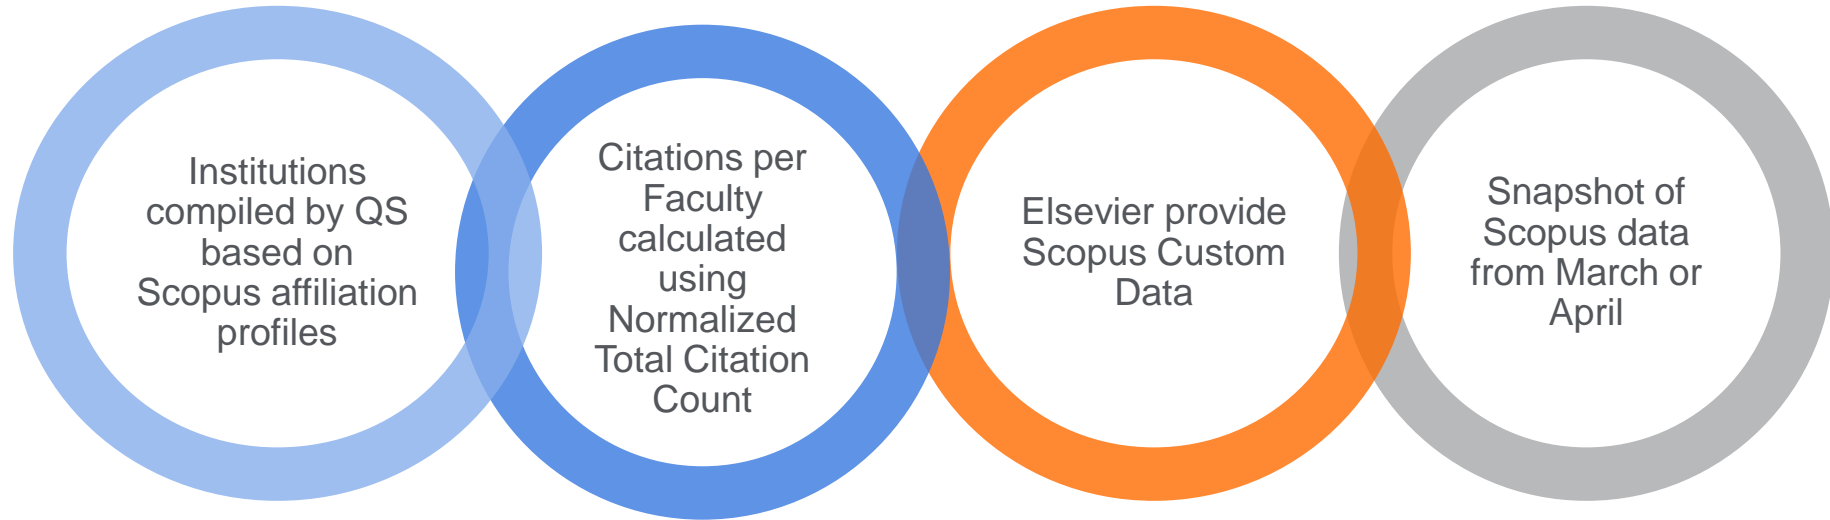 Institutions
compiled by QS
based on
Scopus affiliation
profiles
Citations per
Faculty
calculated
using
Normalized
Total Citation
Count
Elsevier provide
Scopus Custom
Data
Snapshot of
Scopus data
from March or
April